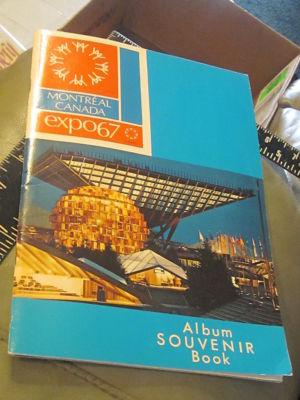 MONTRÉAL
CANADA
expo67
Album
SOUVENIR
Book